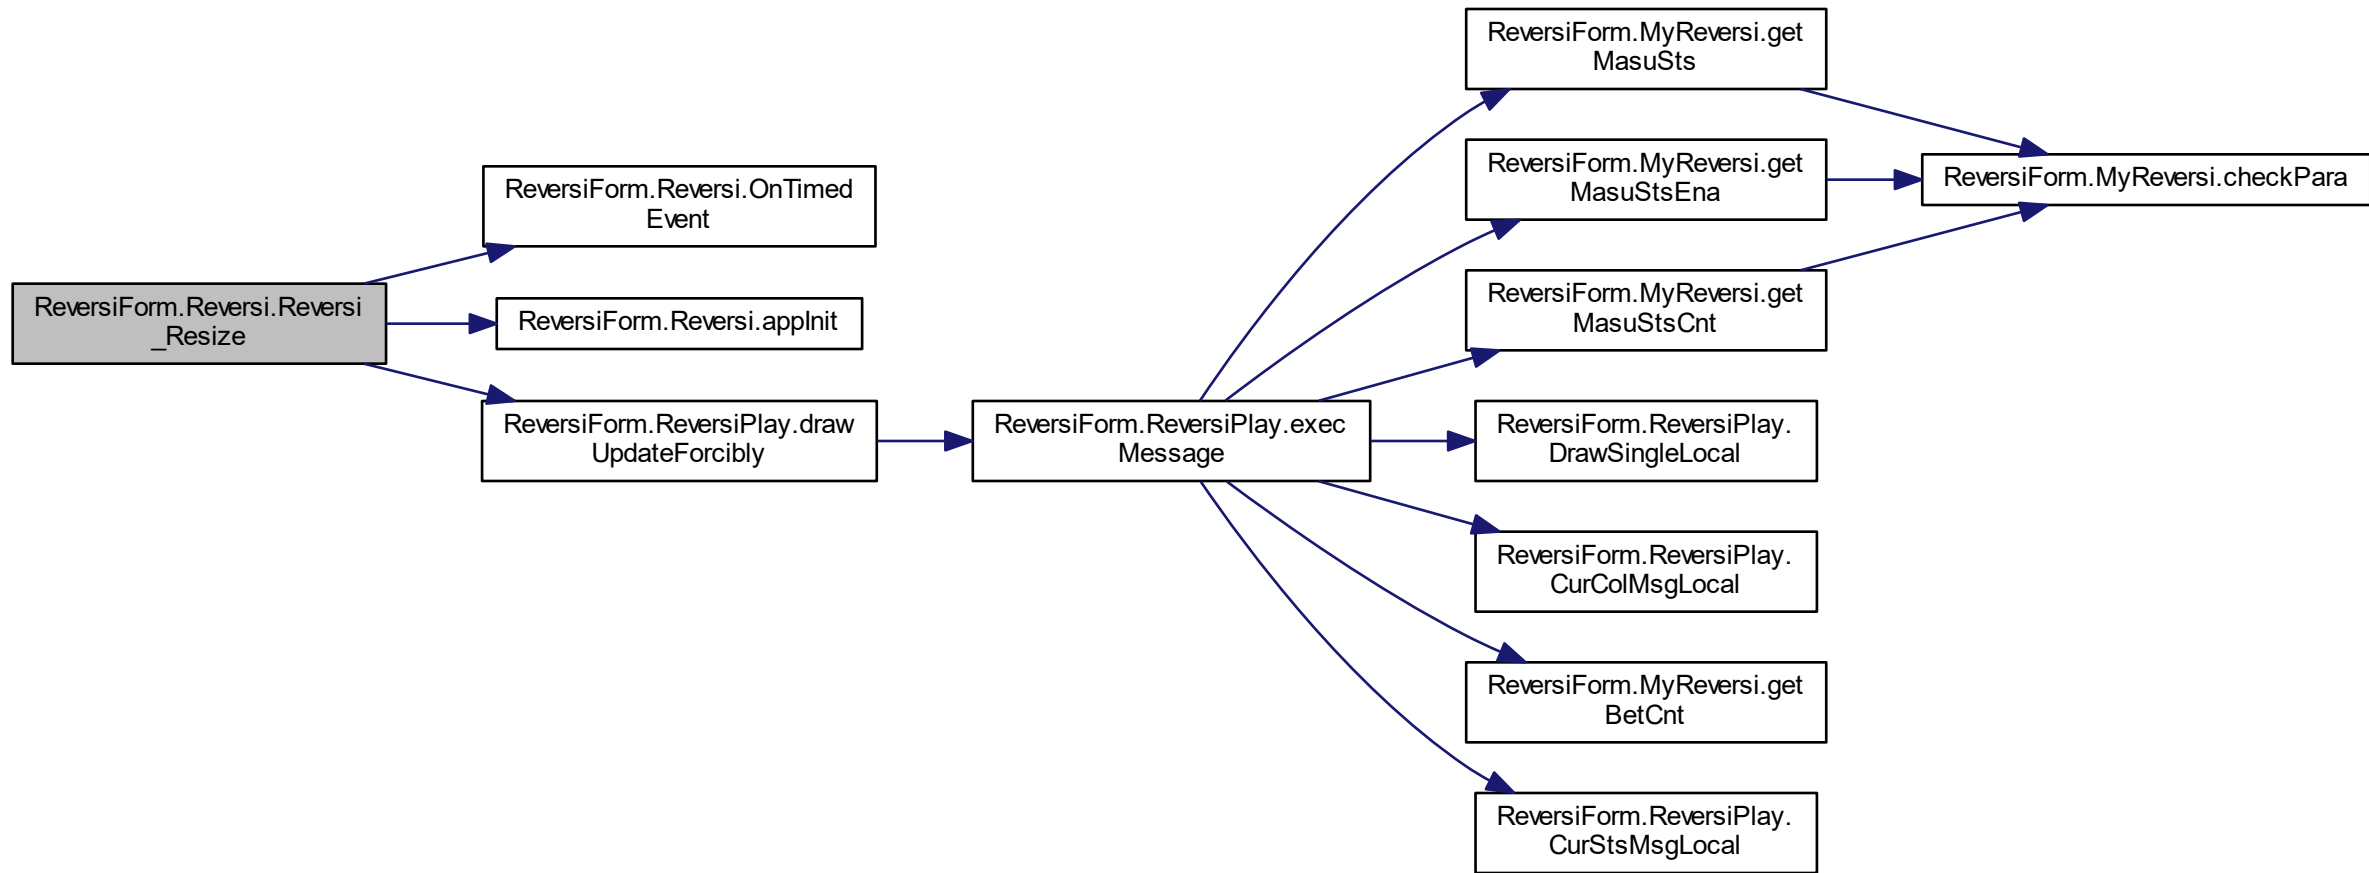 ReversiForm.Reversi.Reversi
_Resize
ReversiForm.Reversi.OnTimed
Event
ReversiForm.Reversi.appInit
ReversiForm.ReversiPlay.draw
UpdateForcibly
ReversiForm.ReversiPlay.exec
Message
ReversiForm.MyReversi.get
MasuSts
ReversiForm.MyReversi.get
MasuStsEna
ReversiForm.MyReversi.get
MasuStsCnt
ReversiForm.ReversiPlay.
DrawSingleLocal
ReversiForm.ReversiPlay.
CurColMsgLocal
ReversiForm.MyReversi.get
BetCnt
ReversiForm.ReversiPlay.
CurStsMsgLocal
ReversiForm.MyReversi.checkPara